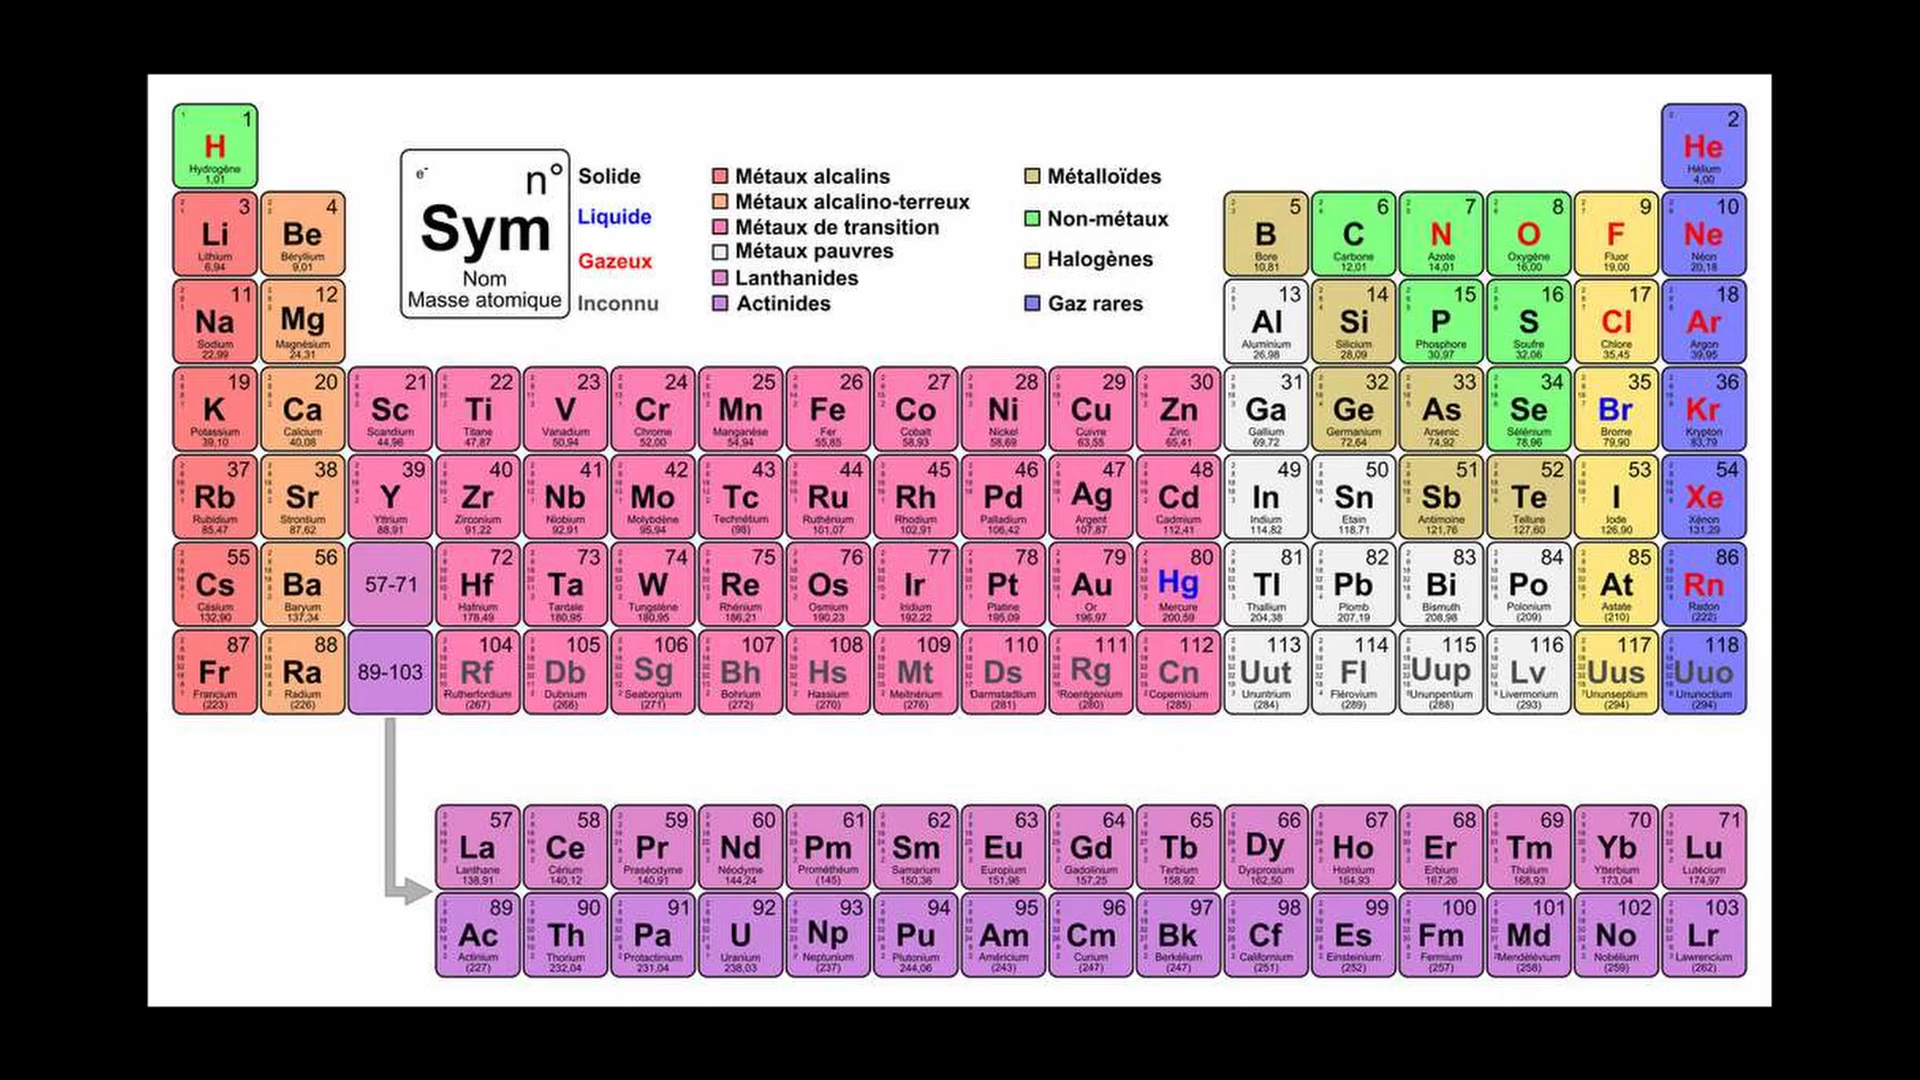 1 2
H He
Hydrogène Hélium
1,01 4,00
e- n° Solide Métaux alcalins Métalloïdes
Sym Liquide Métaux alcalino-terreux Non-métaux
Nom Gazeux Métaux de transition Halogènes
Masse atomique Inconnu Métaux pauvres Gaz rares
Lanthanides
Actinides
3 4 5 6 7 8 9 10
Li Be B C N O F Ne
Lithium Béryllium Bore Carbone Azote Oxygène Fluor Néon
6,94 9,01 10,81 12,01 14,01 16,00 19,00 20,18
11 12 13 14 15 16 17 18
Na Mg Al Si P S Cl Ar
Sodium Magnésium Aluminium Silicium Phosphore Soufre Chlore Argon
22,99 24,31 26,98 28,09 30,97 32,06 35,45 39,95
19 20 21 22 23 24 25 26 27 28 29 30 31 32 33 34 35 36
K Ca Sc Ti V Cr Mn Fe Co Ni Cu Zn Ga Ge As Se Br Kr
Potassium Calcium Scandium Titane Vanadium Chrome Manganèse Fer Cobalt Nickel Cuivre Zinc Gallium Germanium Arsenic Sélénium Brome Krypton
39,10 40,08 44,96 47,87 50,94 52,00 54,94 55,85 58,93 58,69 63,55 65,41 69,72 72,64 74,92 78,96 79,90 83,79
37 38 39 40 41 42 43 44 45 46 47 48 49 50 51 52 53 54
Rb Sr Y Zr Nb Mo Tc Ru Rh Pd Ag Cd In Sn Sb Te I Xe
Rubidium Strontium Yttrium Zirconium Niobium Molybdène Technétium Ruthénium Rhodium Palladium Argent Cadmium Indium Etain Antimoine Tellure Iode Xénon
85,47 87,62 88,91 91,22 92,91 95,94 (98) 101,07 102,91 106,42 107,87 112,41 114,82 118,71 121,76 127,60 126,90 131,29
55 56 57-71 72 73 74 75 76 77 78 79 80 81 82 83 84 85 86
Cs Ba Hf Ta W Re Os Ir Pt Au Hg Tl Pb Bi Po At Rn
Césium Baryum Hafnium Tantale Tungstène Rhénium Osmium Iridium Platine Or Mercure Thallium Plomb Bismuth Polonium Astate Radon
132,90 137,34 178,49 180,95 180,95 186,21 190,23 192,22 195,09 196,97 200,59 204,38 207,19 208,98 (209) (210) (222)
87 88 89-103 104 105 106 107 108 109 110 111 112 113 114 115 116 117 118
Fr Ra Rf Db Sg Bh Hs Mt Ds Rg Cn Uut Fl Uup Lv Uus Uuo
Francium Radium Rutherfordium Dubnium Seaborgium Bohrium Hassium Meitnérium Darmstadtium Roentgenium Copernicium Ununtrium Flérovium Ununpentium Livermorium Ununseptium Ununoctium
(223) (226) (267) (268) (271) (272) (270) (276) (281) (280) (285) (284) (289) (288) (293) (294) (294)
57 58 59 60 61 62 63 64 65 66 67 68 69 70 71
La Ce Pr Nd Pm Sm Eu Gd Tb Dy Ho Er Tm Yb Lu
Lanthane Cérium Praséodyme Néodyme Prométhéum Samarium Europium Gadolinium Terbium Dysprosium Holmium Erbium Thulium Ytterbium Lutécium
138,91 140,12 140,91 144,24 (145) 150,36 151,96 157,25 158,92 162,50 164,93 167,26 168,93 173,04 174,97
89 90 91 92 93 94 95 96 97 98 99 100 101 102 103
Ac Th Pa U Np Pu Am Cm Bk Cf Es Fm Md No Lr
Actinium Thorium Protactinium Uranium Neptunium Plutonium Américium Curium Berkélium Californium Einsteinium Fermium Mendélévium Nobélium Lawrencium
(227) 232,04 231,04 238,03 (237) 244,06 (243) (247) (247) (251) (252) (257) (258) (259) (262)